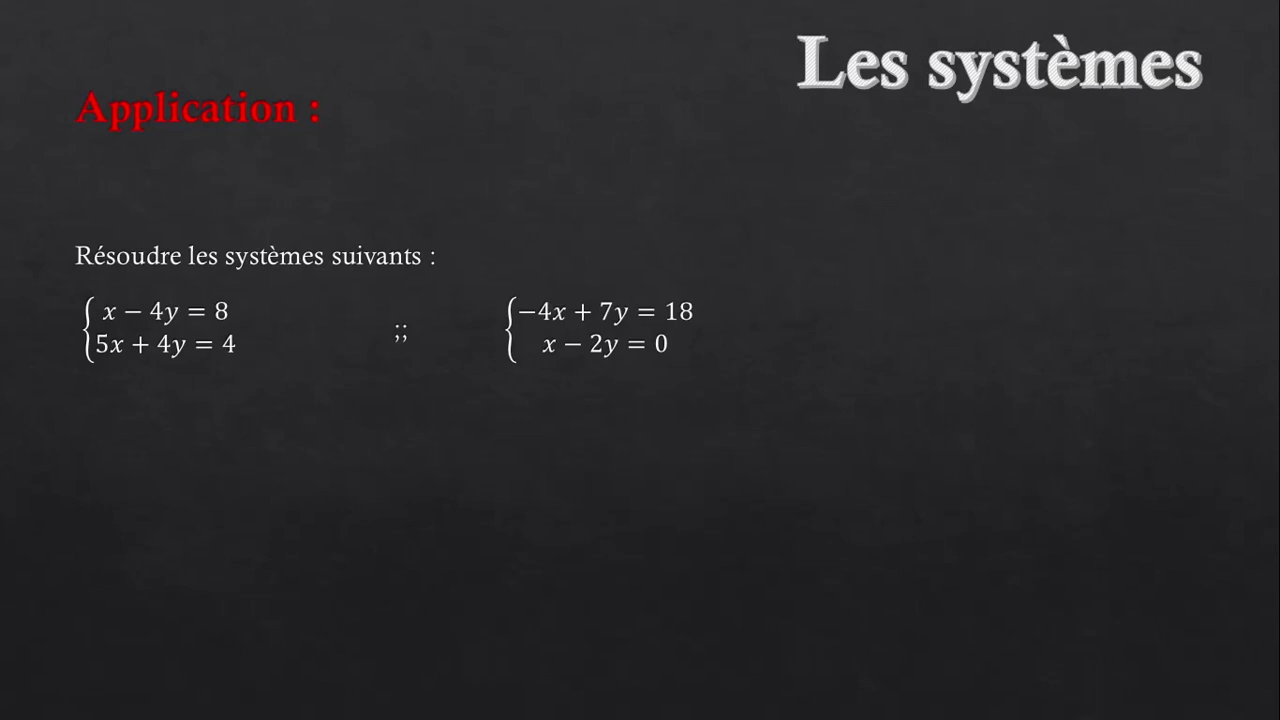 Les systèmes
Application :
Résoudre les systèmes suivants :
{x − 4y = 8
5x + 4y = 4
;;
{−4x + 7y = 18
x − 2y = 0